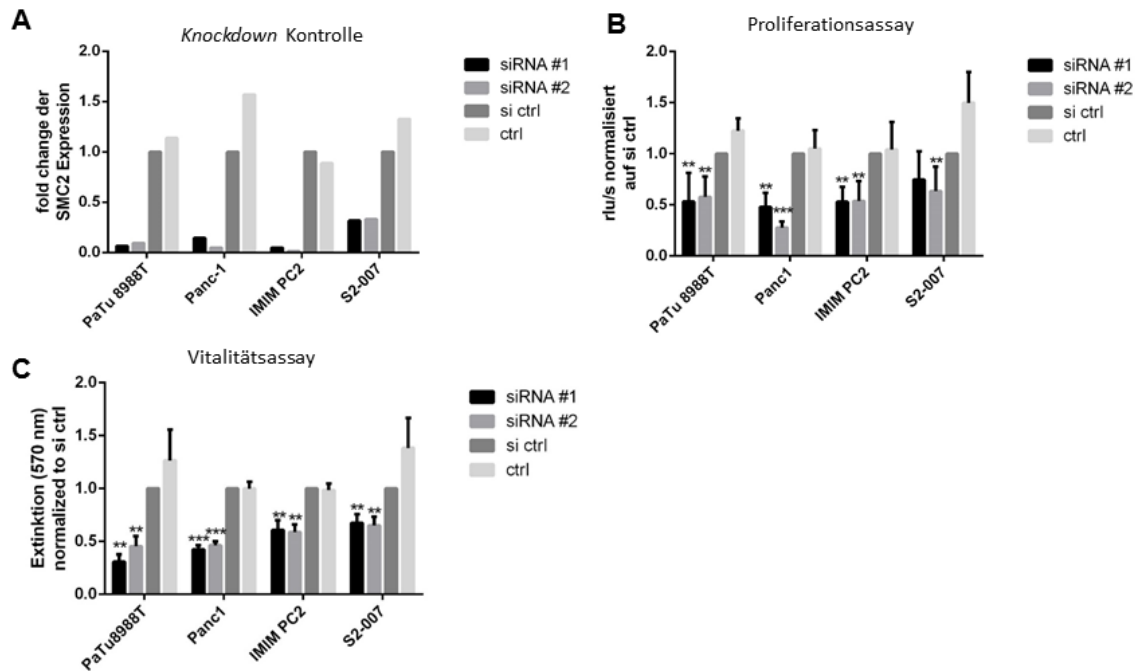 A
Knockdown Kontrolle
fold change der
SMC2 Expression
2.0
1.5
1.0
0.5
0.0
PaTu 8988T
Panc-1
IMIM PC2
S2-007
siRNA #1
siRNA #2
si ctrl
ctrl
B
Proliferationsassay
rlu/s normalisiert
auf si ctrl
2.0
1.5
1.0
0.5
0.0
** **
** ***
** **
**
PaTu 8988T
Panc1
IMIM PC2
S2-007
siRNA #1
siRNA #2
si ctrl
ctrl
C
Vitalitätsassay
Extinktion (570 nm)
normalized to si ctrl
2.0
1.5
1.0
0.5
0.0
** **
*** ***
** **
** **
PaTu8988T
Panc1
IMIM PC2
S2-007
siRNA #1
siRNA #2
si ctrl
ctrl